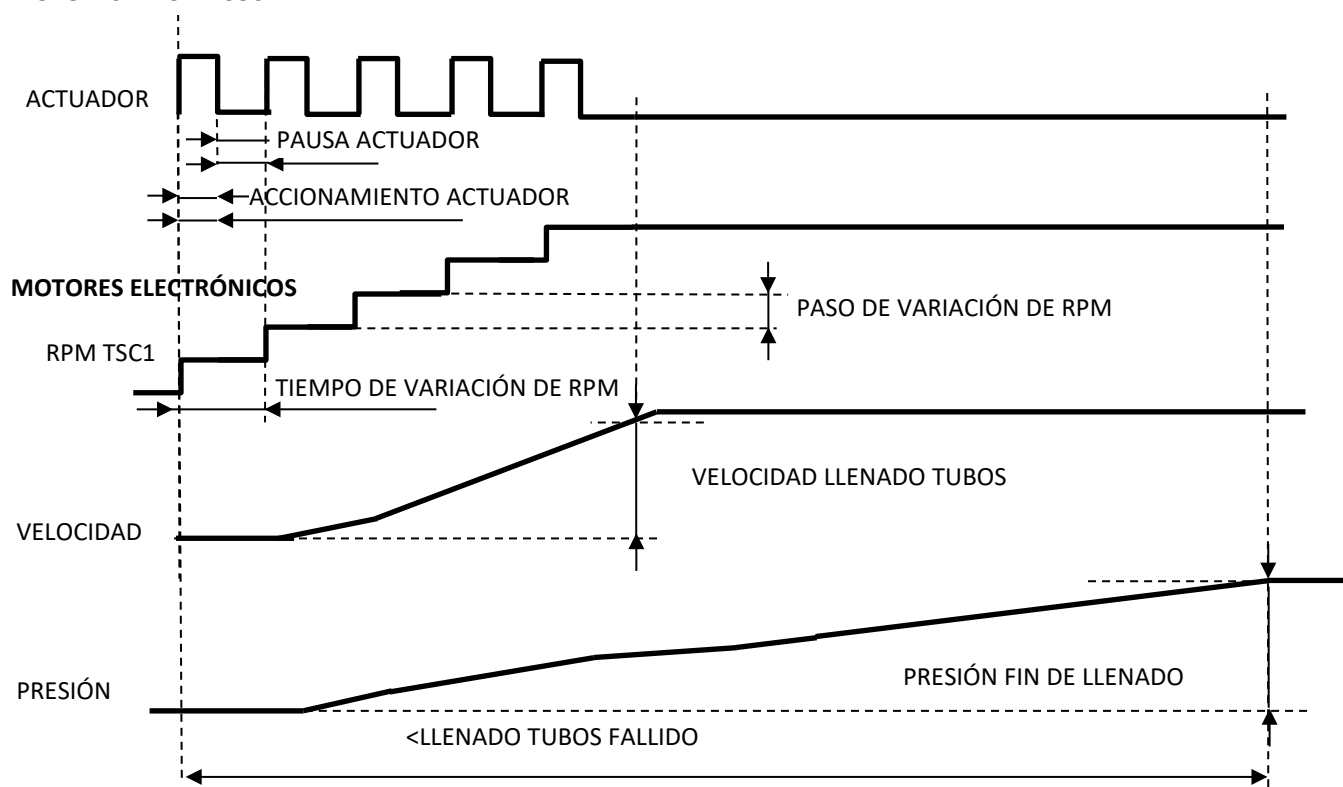 ACTUADOR
PAUSA ACTUADOR
ACCIONAMIENTO ACTUADOR
MOTORES ELECTRÓNICOS
PASO DE VARIACIÓN DE RPM
RPM TSC1
TIEMPO DE VARIACIÓN DE RPM
VELOCIDAD LLENADO TUBOS
VELOCIDAD
PRESIÓN FIN DE LLENADO
PRESIÓN
<LLENADO TUBOS FALLIDO